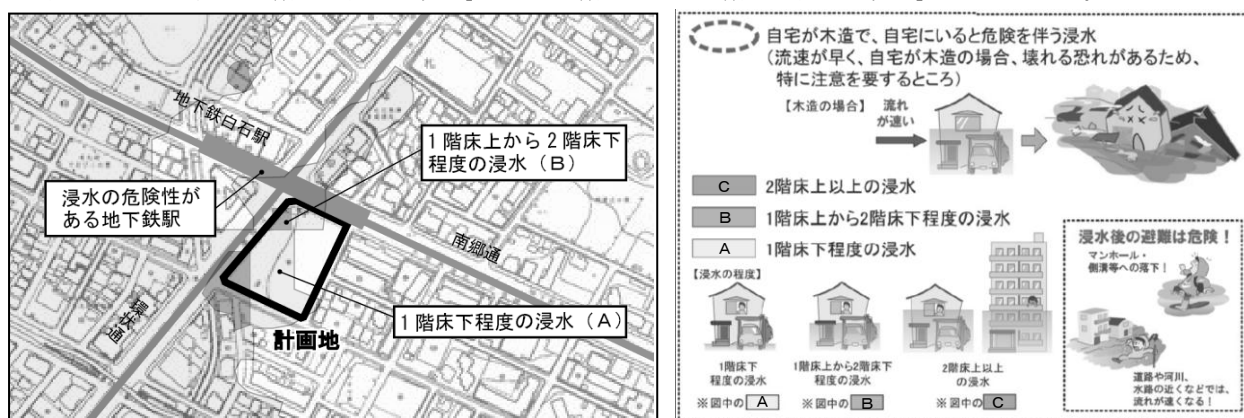 地下鉄白石駅
1階床上から2階床下
程度の浸水(B)
浸水の危険性が
ある地下鉄駅
南郷通
環状通
1階床下程度の浸水(A)
計画地
自宅が木造で、自宅にいると危険を伴う浸水
(流速が早く、自宅が木造の場合、壊れる恐れがあるため、
特に注意を要するところ)
【木造の場合】
流れ
が速い
C 2階床上以上の浸水
B 1階床上から2階床下程度の浸水
A 1階床下程度の浸水
【浸水の程度】
1階床下
程度の浸水
※図中の A
1階床上から2階床下
程度の浸水
※図中の B
2階床上以上
の浸水
※図中の C
浸水後の避難は危険!
マンホール・
側溝等への落下!
道路や河川、
水路の近くなどでは、
流れが速くなる!